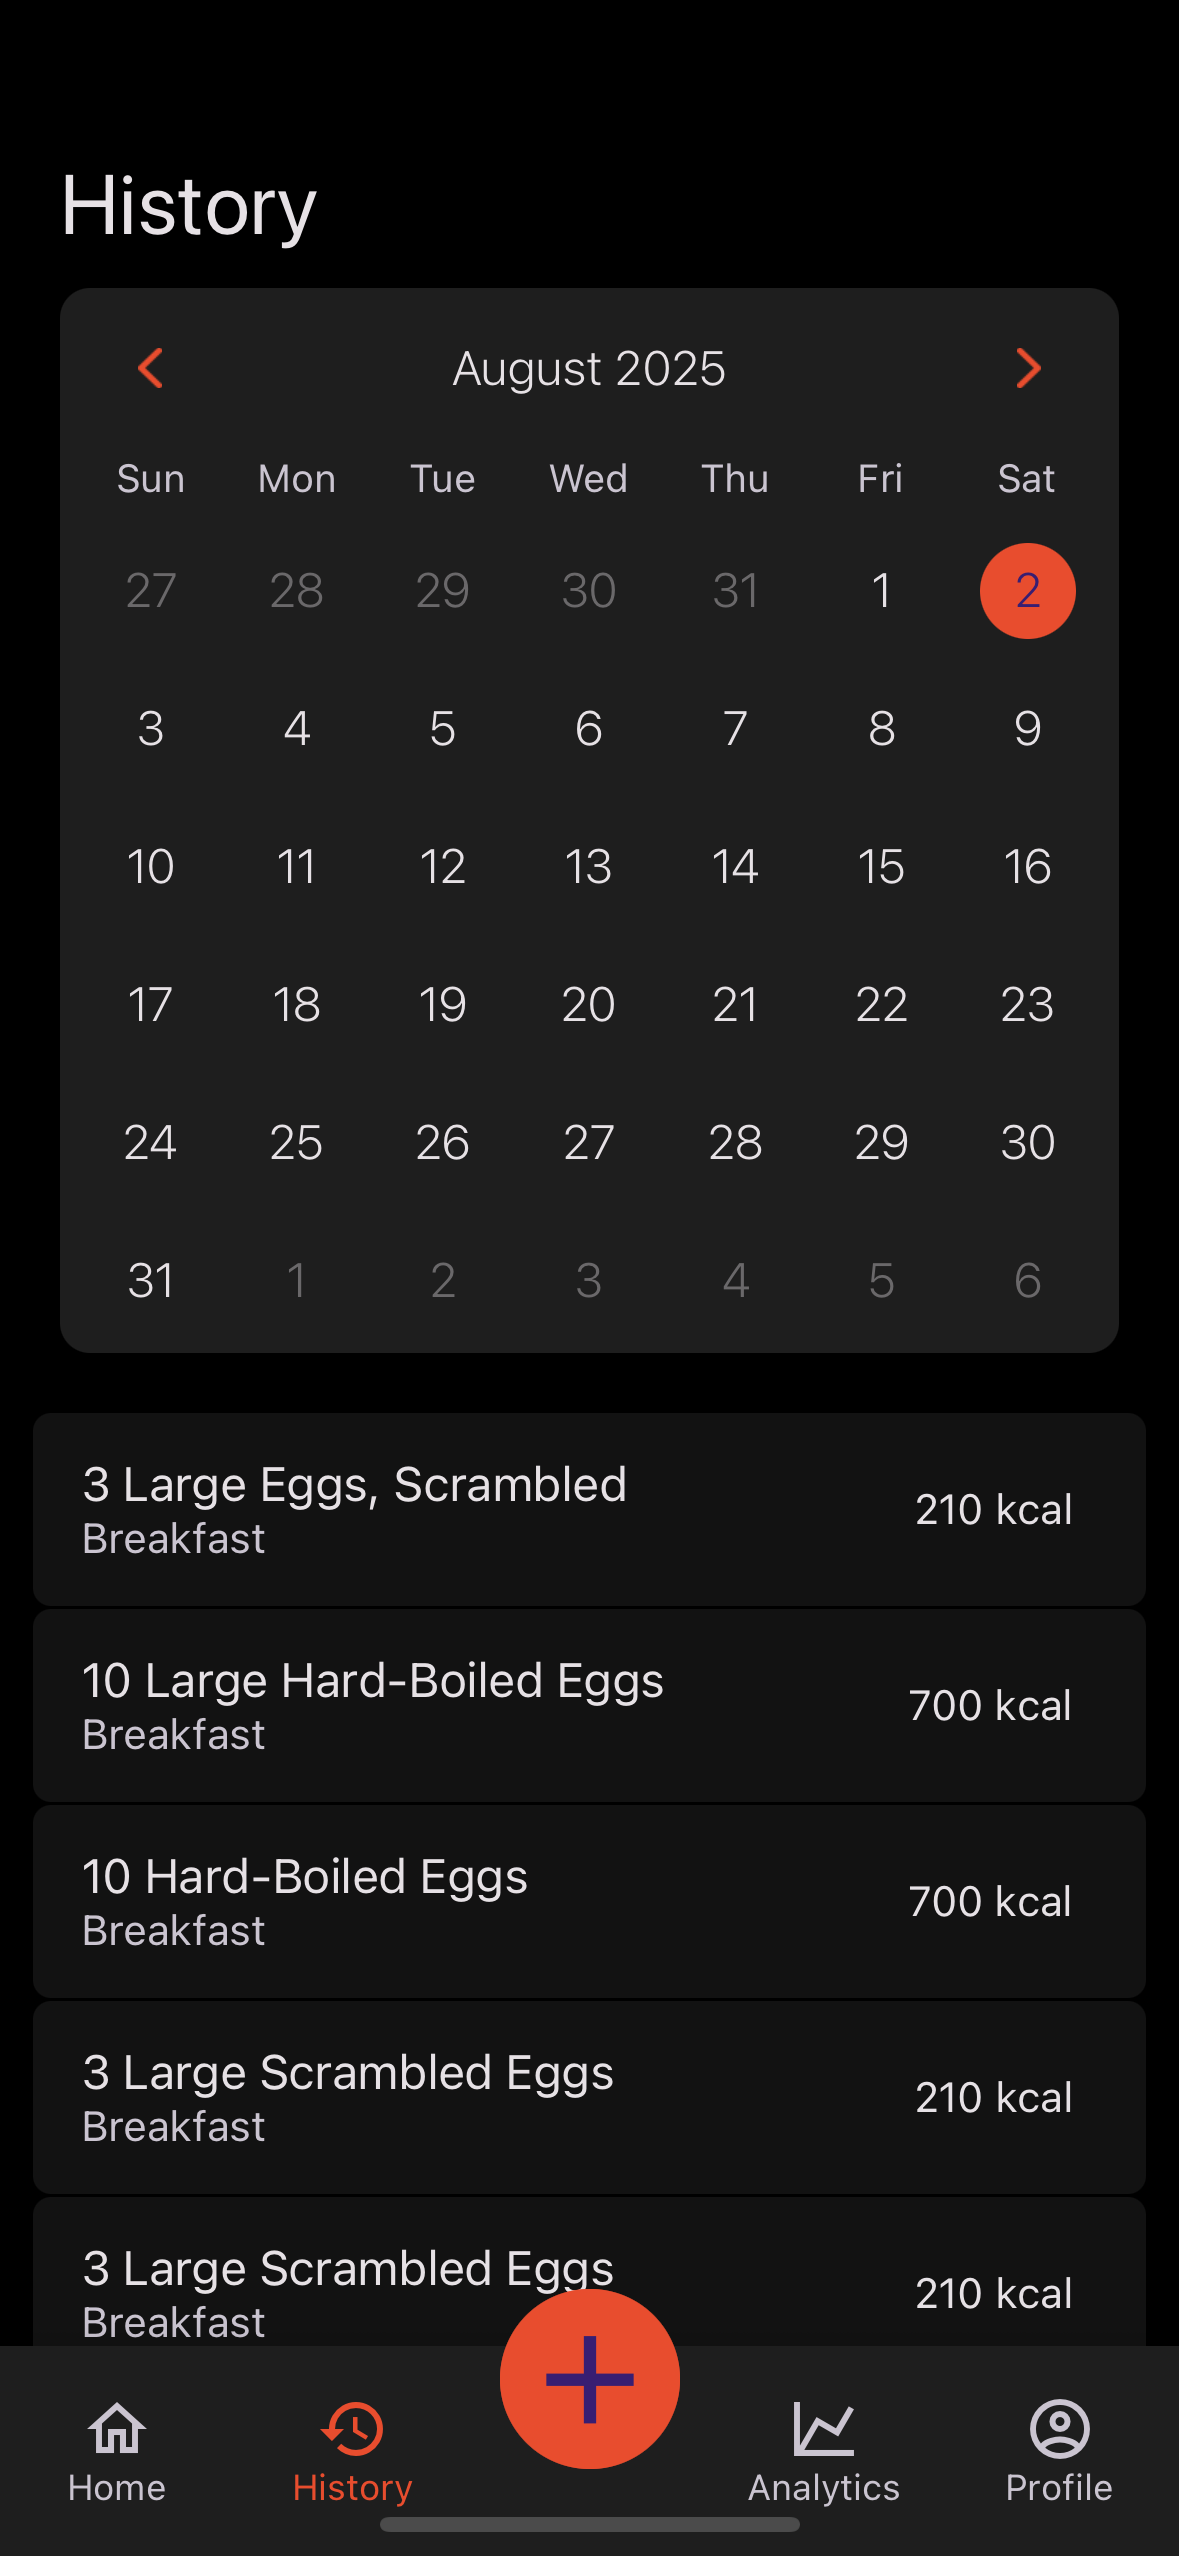 History
August 2025
Sun Mon Tue Wed Thu Fri Sat
27 28 29 30 31 1 2
3 4 5 6 7 8 9
10 11 12 13 14 15 16
17 18 19 20 21 22 23
24 25 26 27 28 29 30
31 1 2 3 4 5 6
3 Large Eggs, Scrambled
Breakfast
210 kcal
10 Large Hard-Boiled Eggs
Breakfast
700 kcal
10 Hard-Boiled Eggs
Breakfast
700 kcal
3 Large Scrambled Eggs
Breakfast
210 kcal
3 Large Scrambled Eggs
Breakfast
210 kcal
Home History Analytics Profile